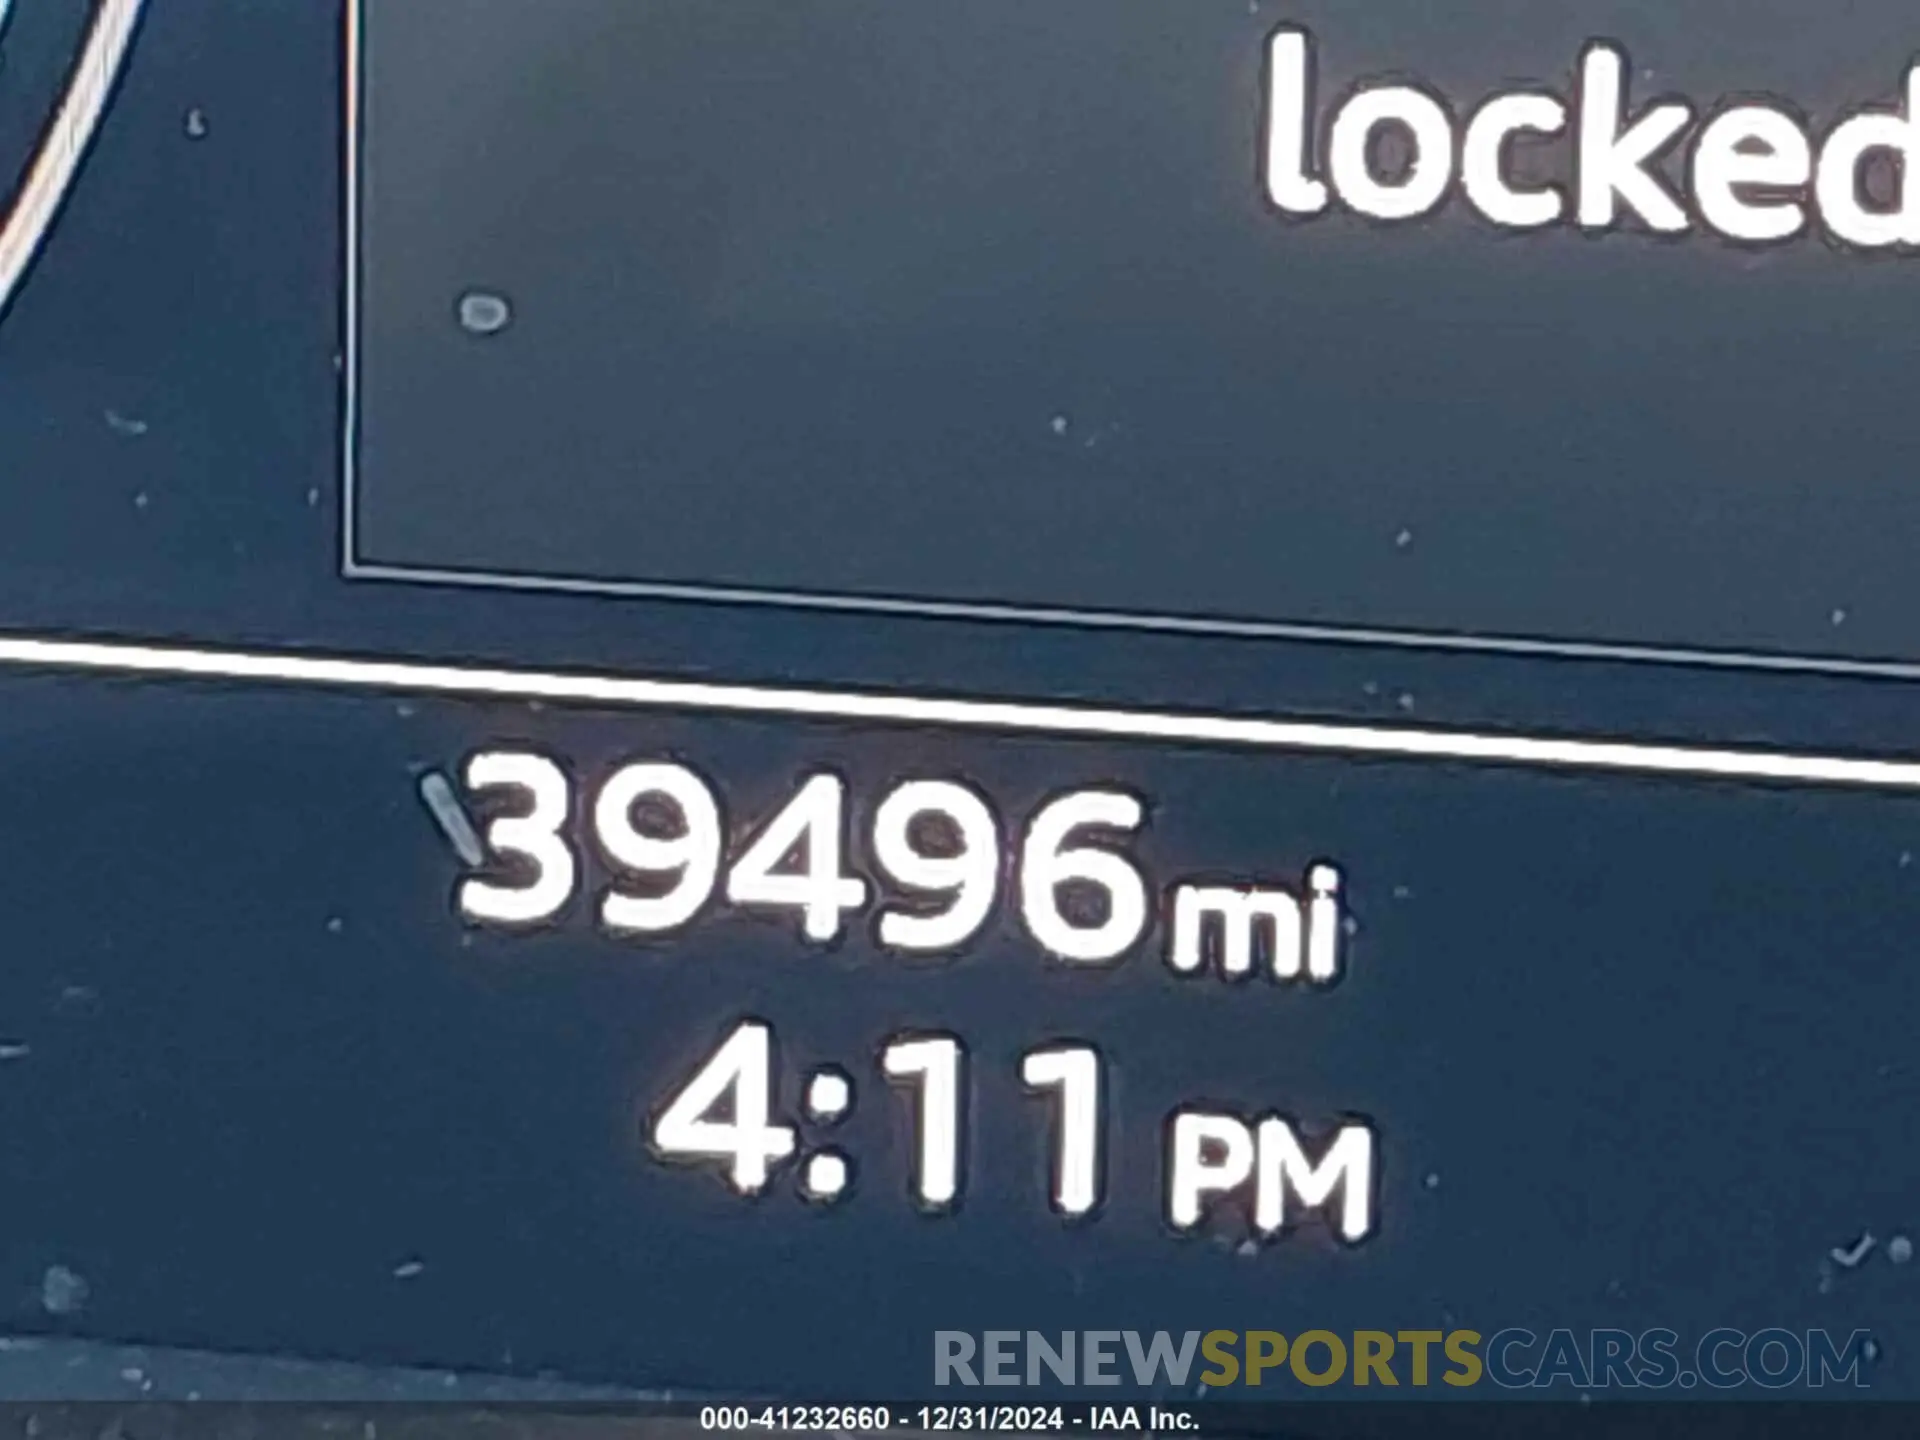 locked
39496mi
4:11 PM
RENEWSPORTSCARS.COM
000-41232660 - 12/31/2024 - IAA Inc.